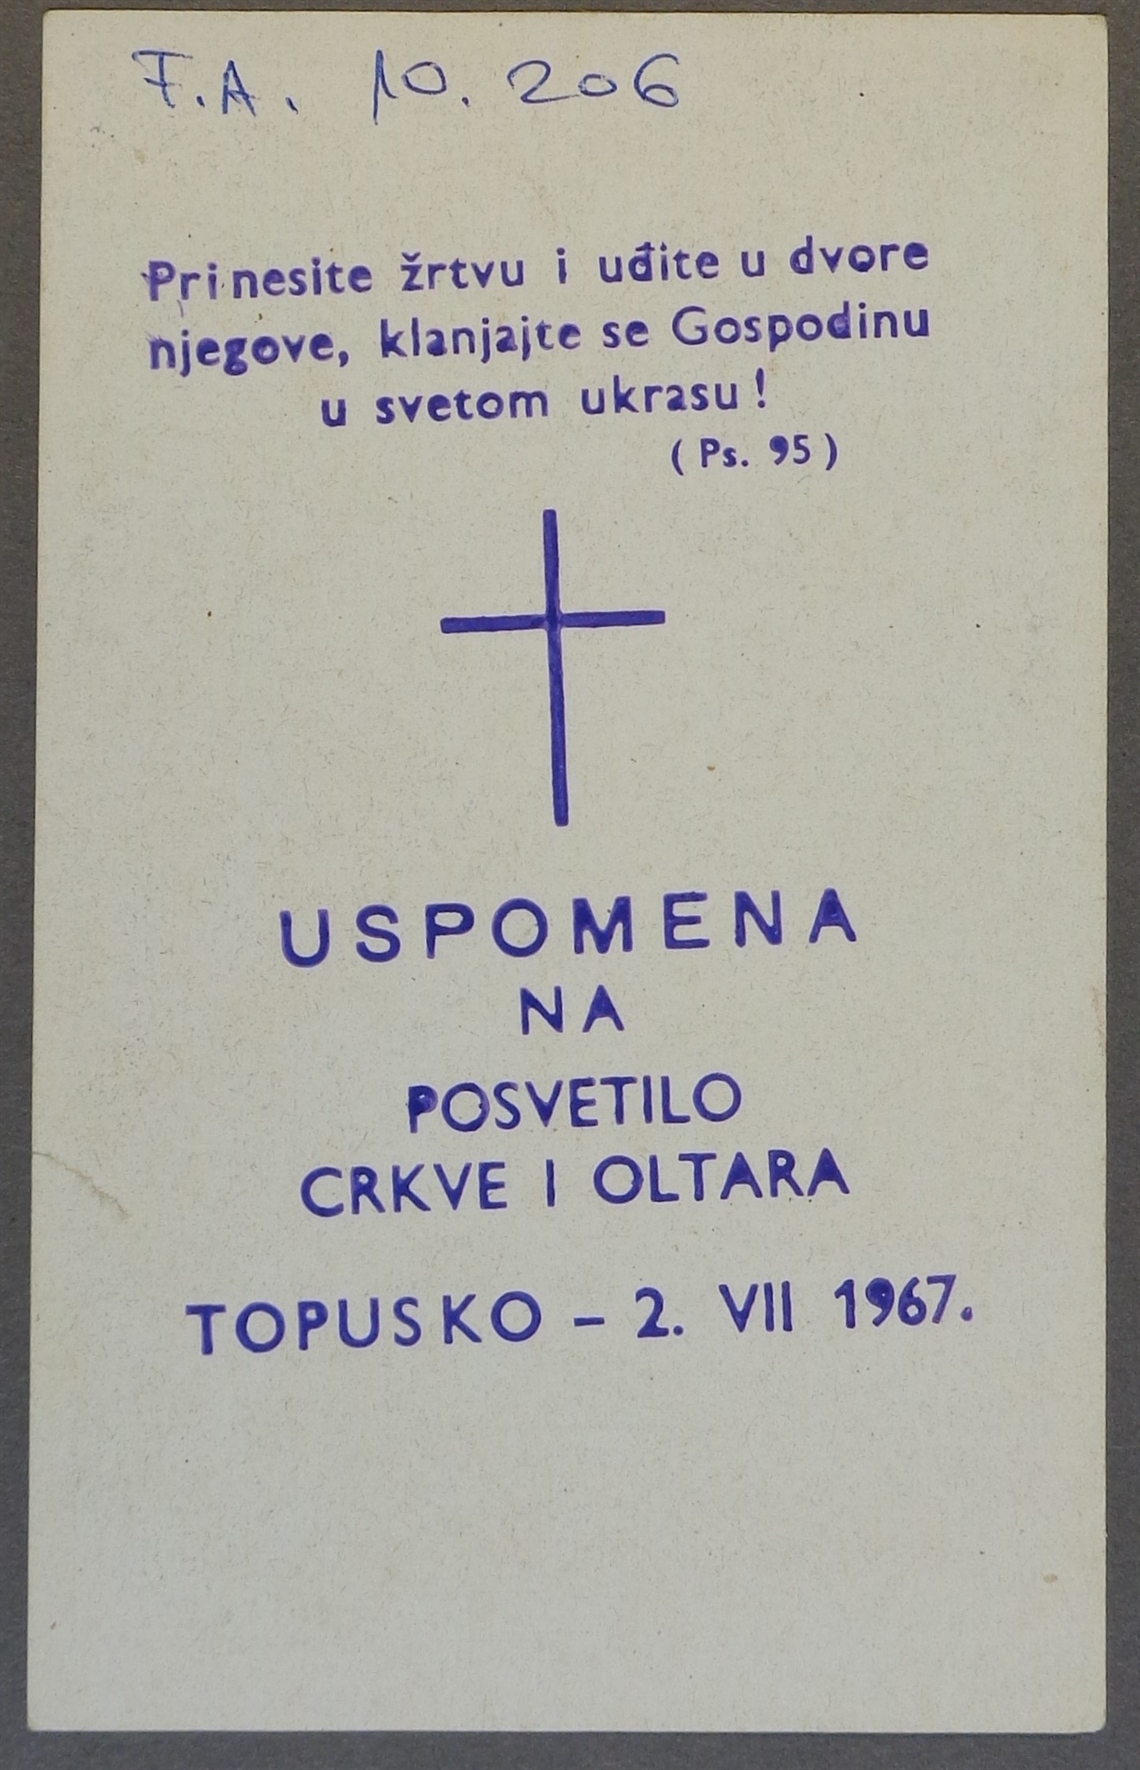 F.A. 10.206
Prinesite žrtvu i uđite u dvore
njegove, klanjajte se Gospodinu
u svetom ukrasu!
(Ps. 95)
USPOMENA
NA
POSVETILO
CRKVE I OLTARA
TOPUSKO - 2. VII 1967.